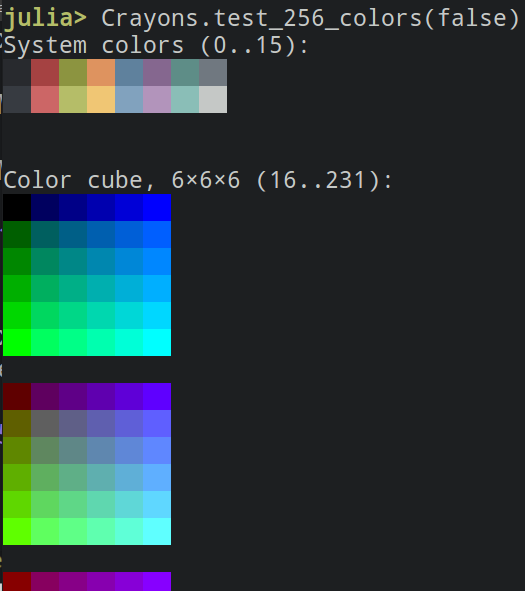 julia> Crayons.test_256_colors(false)
System colors (0..15):
Color cube, 6×6×6 (16..231):